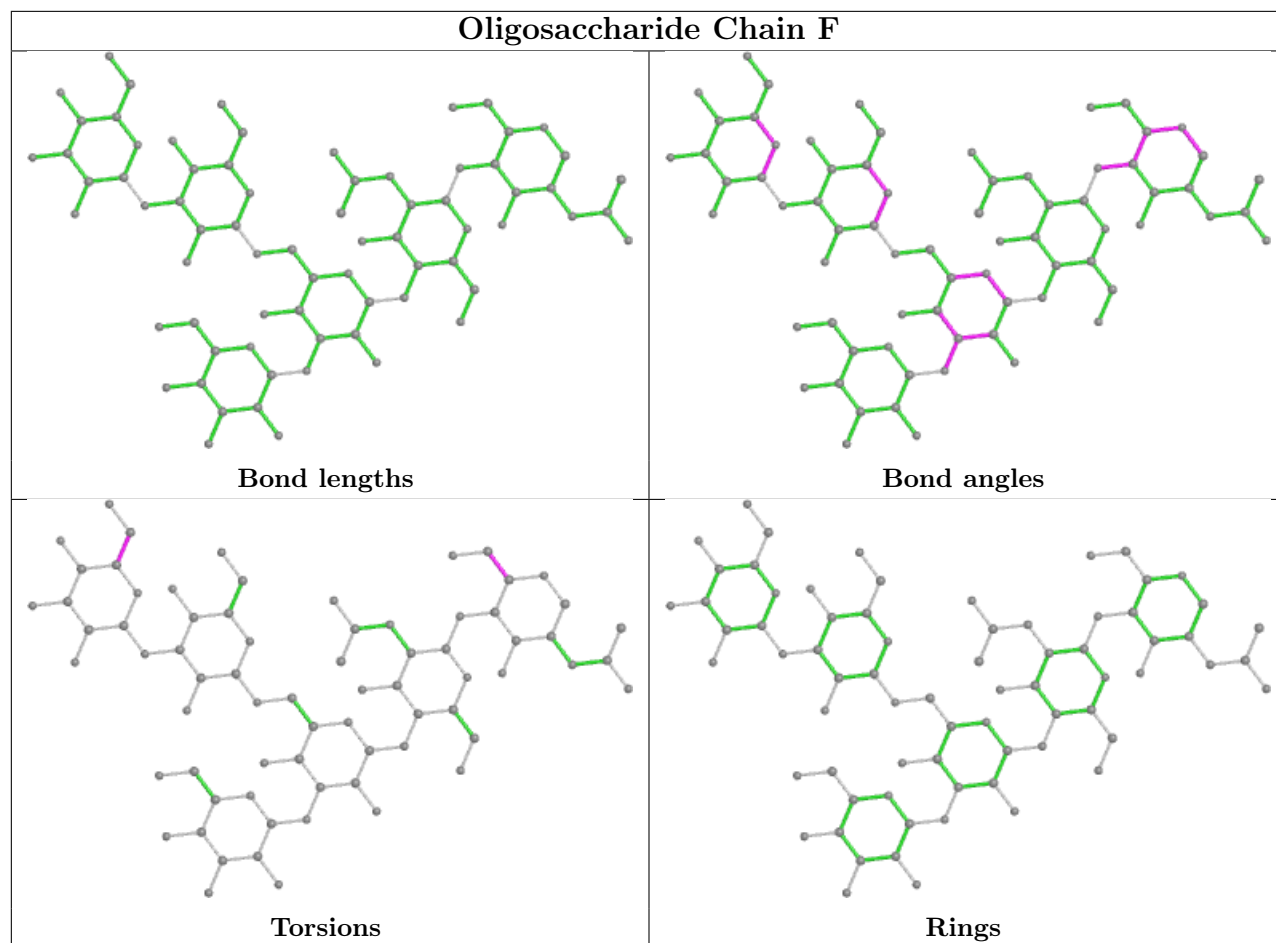 Oligosaccharide Chain F
Bond lengths
Bond angles
Torsions
Rings